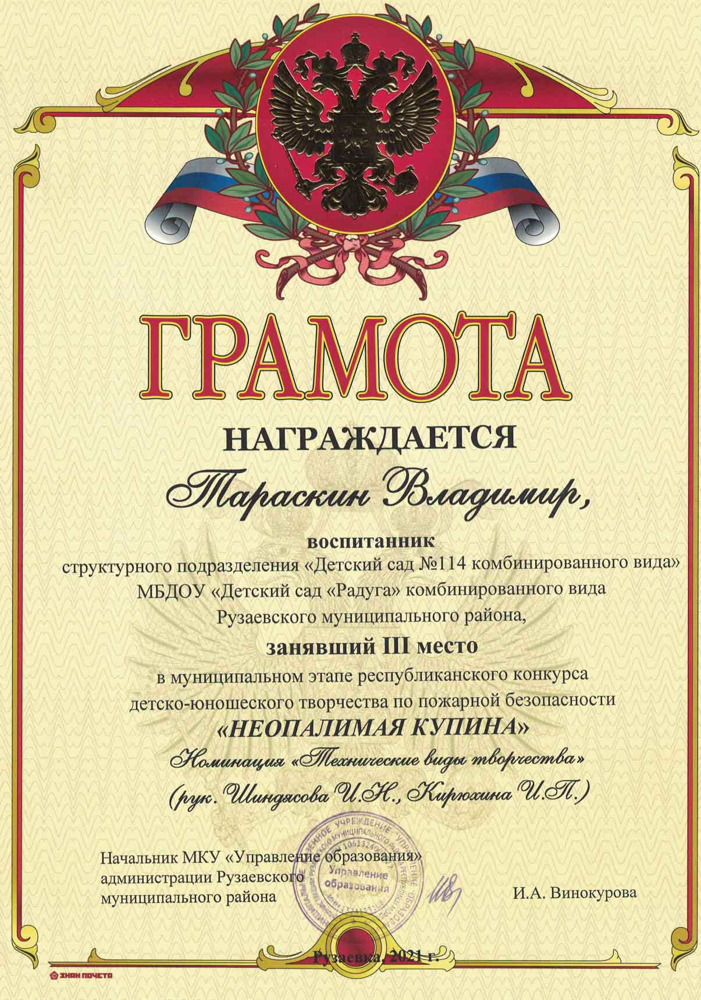 ГРАМОТА
НАГРАЖДАЕТСЯ
Тараскин Владимир,
воспитанник
структурного подразделения «Детский сад №114 комбинированного вида»
МБДОУ «Детский сад «Радуга» комбинированного вида
Рузаевского муниципального района,
занявший III место
в муниципальном этапе республиканского конкурса
детско-юношеского творчества по пожарной безопасности
«НЕОПАЛИМАЯ КУПИНА»
Номинация «Технические виды творчества»
(рук. Шиндясова И.Н., Кирюхина И.П.)
Начальник МКУ «Управление образования»
администрации Рузаевского
муниципального района
И.А. Винокурова
Управление
образования
Рузаевка, 2021 г.
ЗНАК ПОЧЕТА